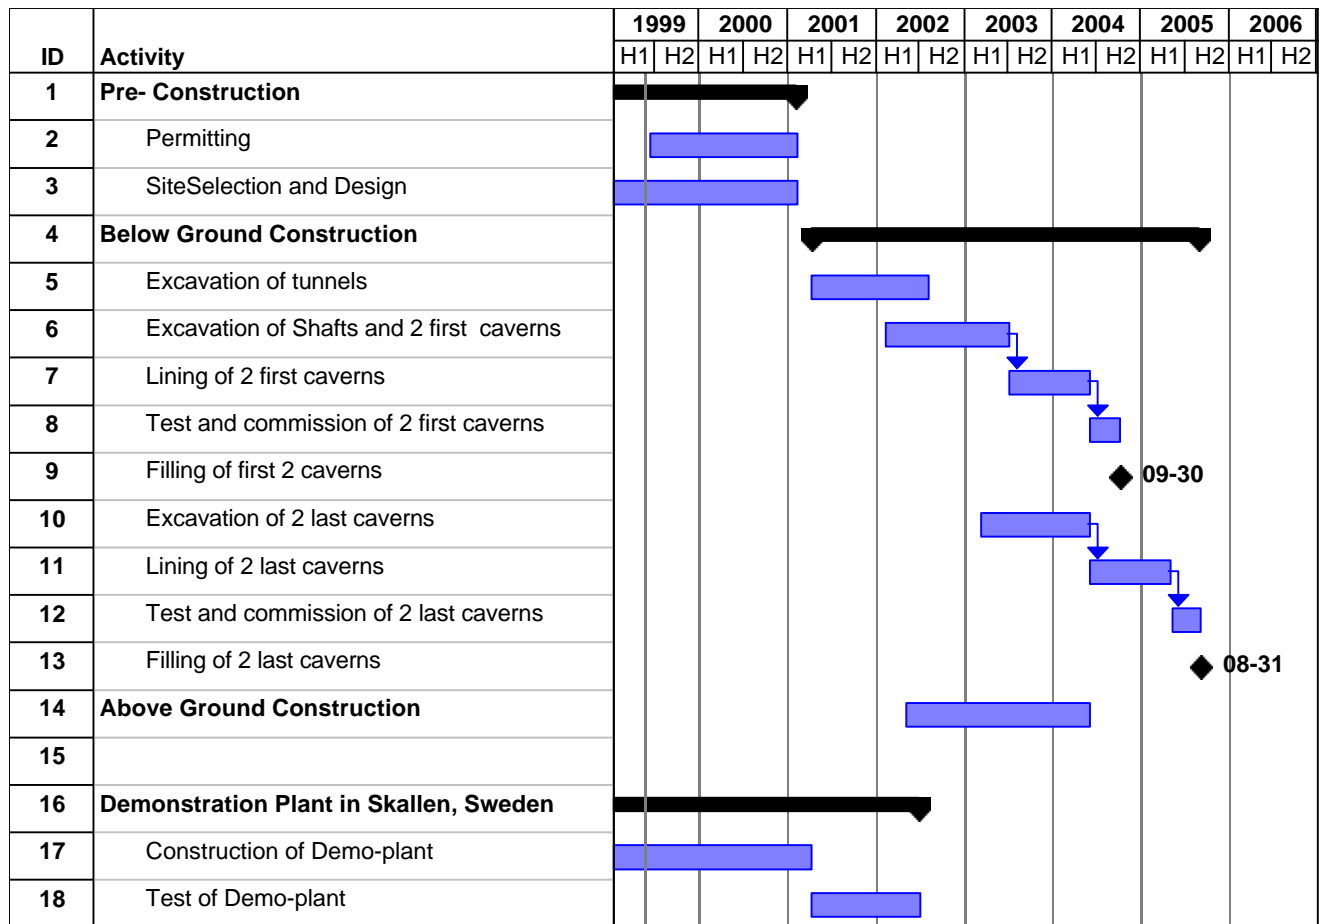 1999 2000 2001 2002 2003 2004 2005 2006
ID Activity H1 H2 H1 H2 H1 H2 H1 H2 H1 H2 H1 H2 H1 H2 H1 H2
1 Pre- Construction
2 Permitting
3 SiteSelection and Design
4 Below Ground Construction
5 Excavation of tunnels
6 Excavation of Shafts and 2 first caverns
7 Lining of 2 first caverns
8 Test and commission of 2 first caverns
9 Filling of first 2 caverns 09-30
10 Excavation of 2 last caverns
11 Lining of 2 last caverns
12 Test and commission of 2 last caverns
13 Filling of 2 last caverns 08-31
14 Above Ground Construction
15
16 Demonstration Plant in Skallen, Sweden
17 Construction of Demo-plant
18 Test of Demo-plant